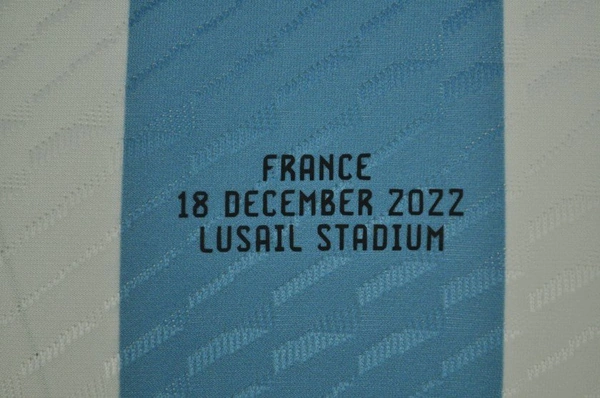 FRANCE
18 DECEMBER 2022
LUSAIL STADIUM